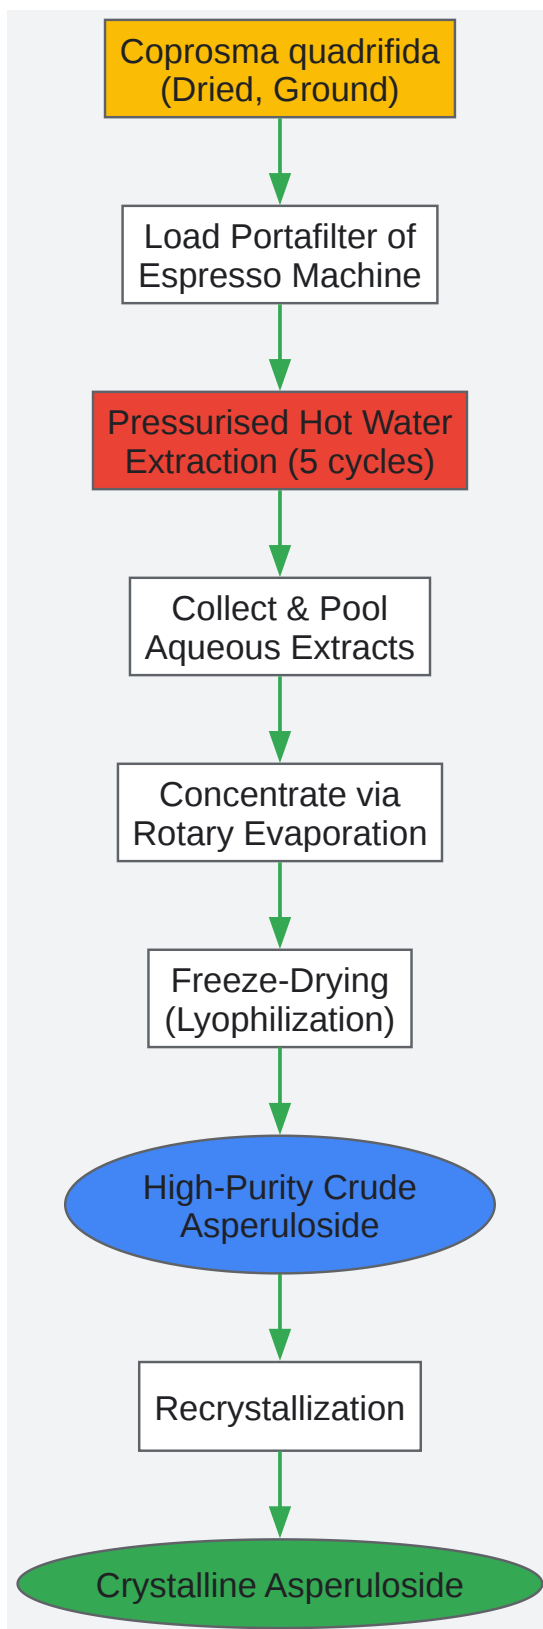 Coprosma quadrifida
(Dried, Ground)
Load Portafilter of
Espresso Machine
Pressurised Hot Water
Extraction (5 cycles)
Collect & Pool
Aqueous Extracts
Concentrate via
Rotary Evaporation
Freeze-Drying
(Lyophilization)
High-Purity Crude
Asperuloside
Recrystallization
Crystalline Asperuloside